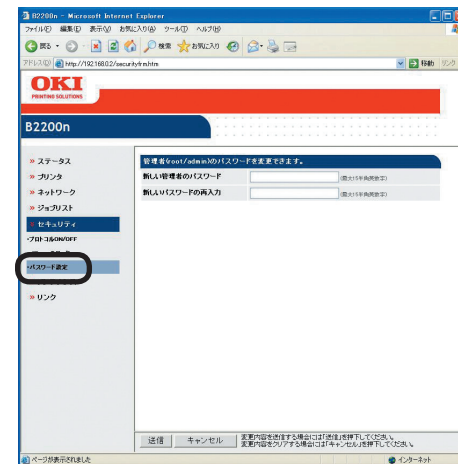 B2200n - Microsoft Internet Explorer
ファイル(F) 編集(E) 表示(V) お気に入り(A) ツール(T) ヘルプ(H)
戻る 検索 お気に入り
アドレス(D) http://192.168.0.2/securityfrm.htm 移動 リンク
OKI
PRINTING SOLUTIONS
B2200n
» ステータス
» プリンタ
» ネットワーク
» ジョブリスト
» セキュリティ
・プロトコルON/OFF
・パスワード設定
» リンク
管理者(root/admin)のパスワードを変更できます。
新しい管理者のパスワード (最大15半角英数字)
新しいパスワードの再入力 (最大15半角英数字)
送信 キャンセル 変更内容を送信する場合には「送信」を押下してください。
変更内容をクリアする場合には「キャンセル」を押下してください。
ページが表示されました インターネット